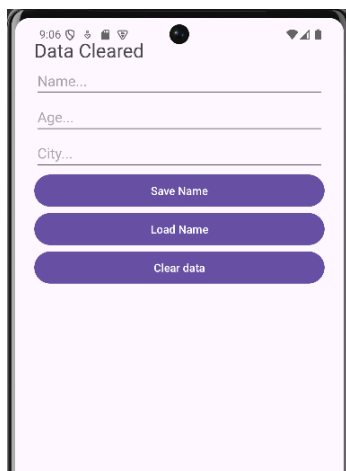 9:06
Data Cleared
Name...
Age...
City...
Save Name
Load Name
Clear data